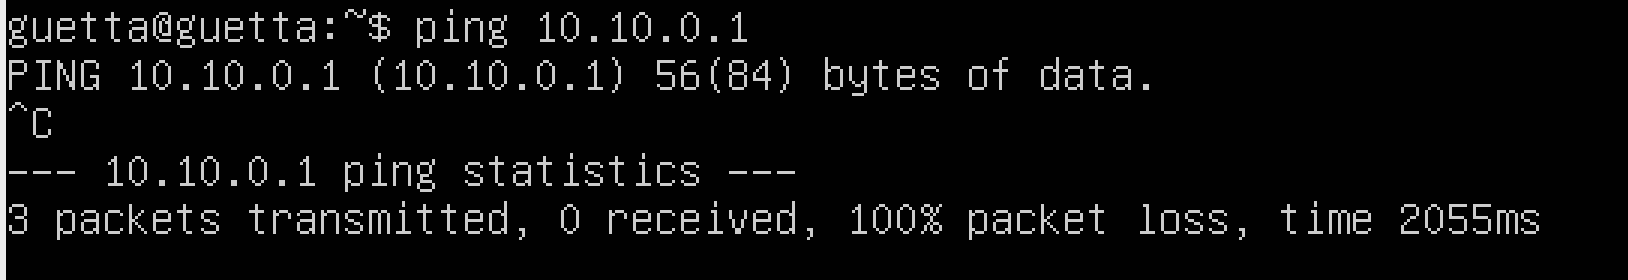 guetta@guetta:~$ ping 10.10.0.1
PING 10.10.0.1 (10.10.0.1) 56(84) bytes of data.
^C
--- 10.10.0.1 ping statistics ---
3 packets transmitted, 0 received, 100% packet loss, time 2055ms